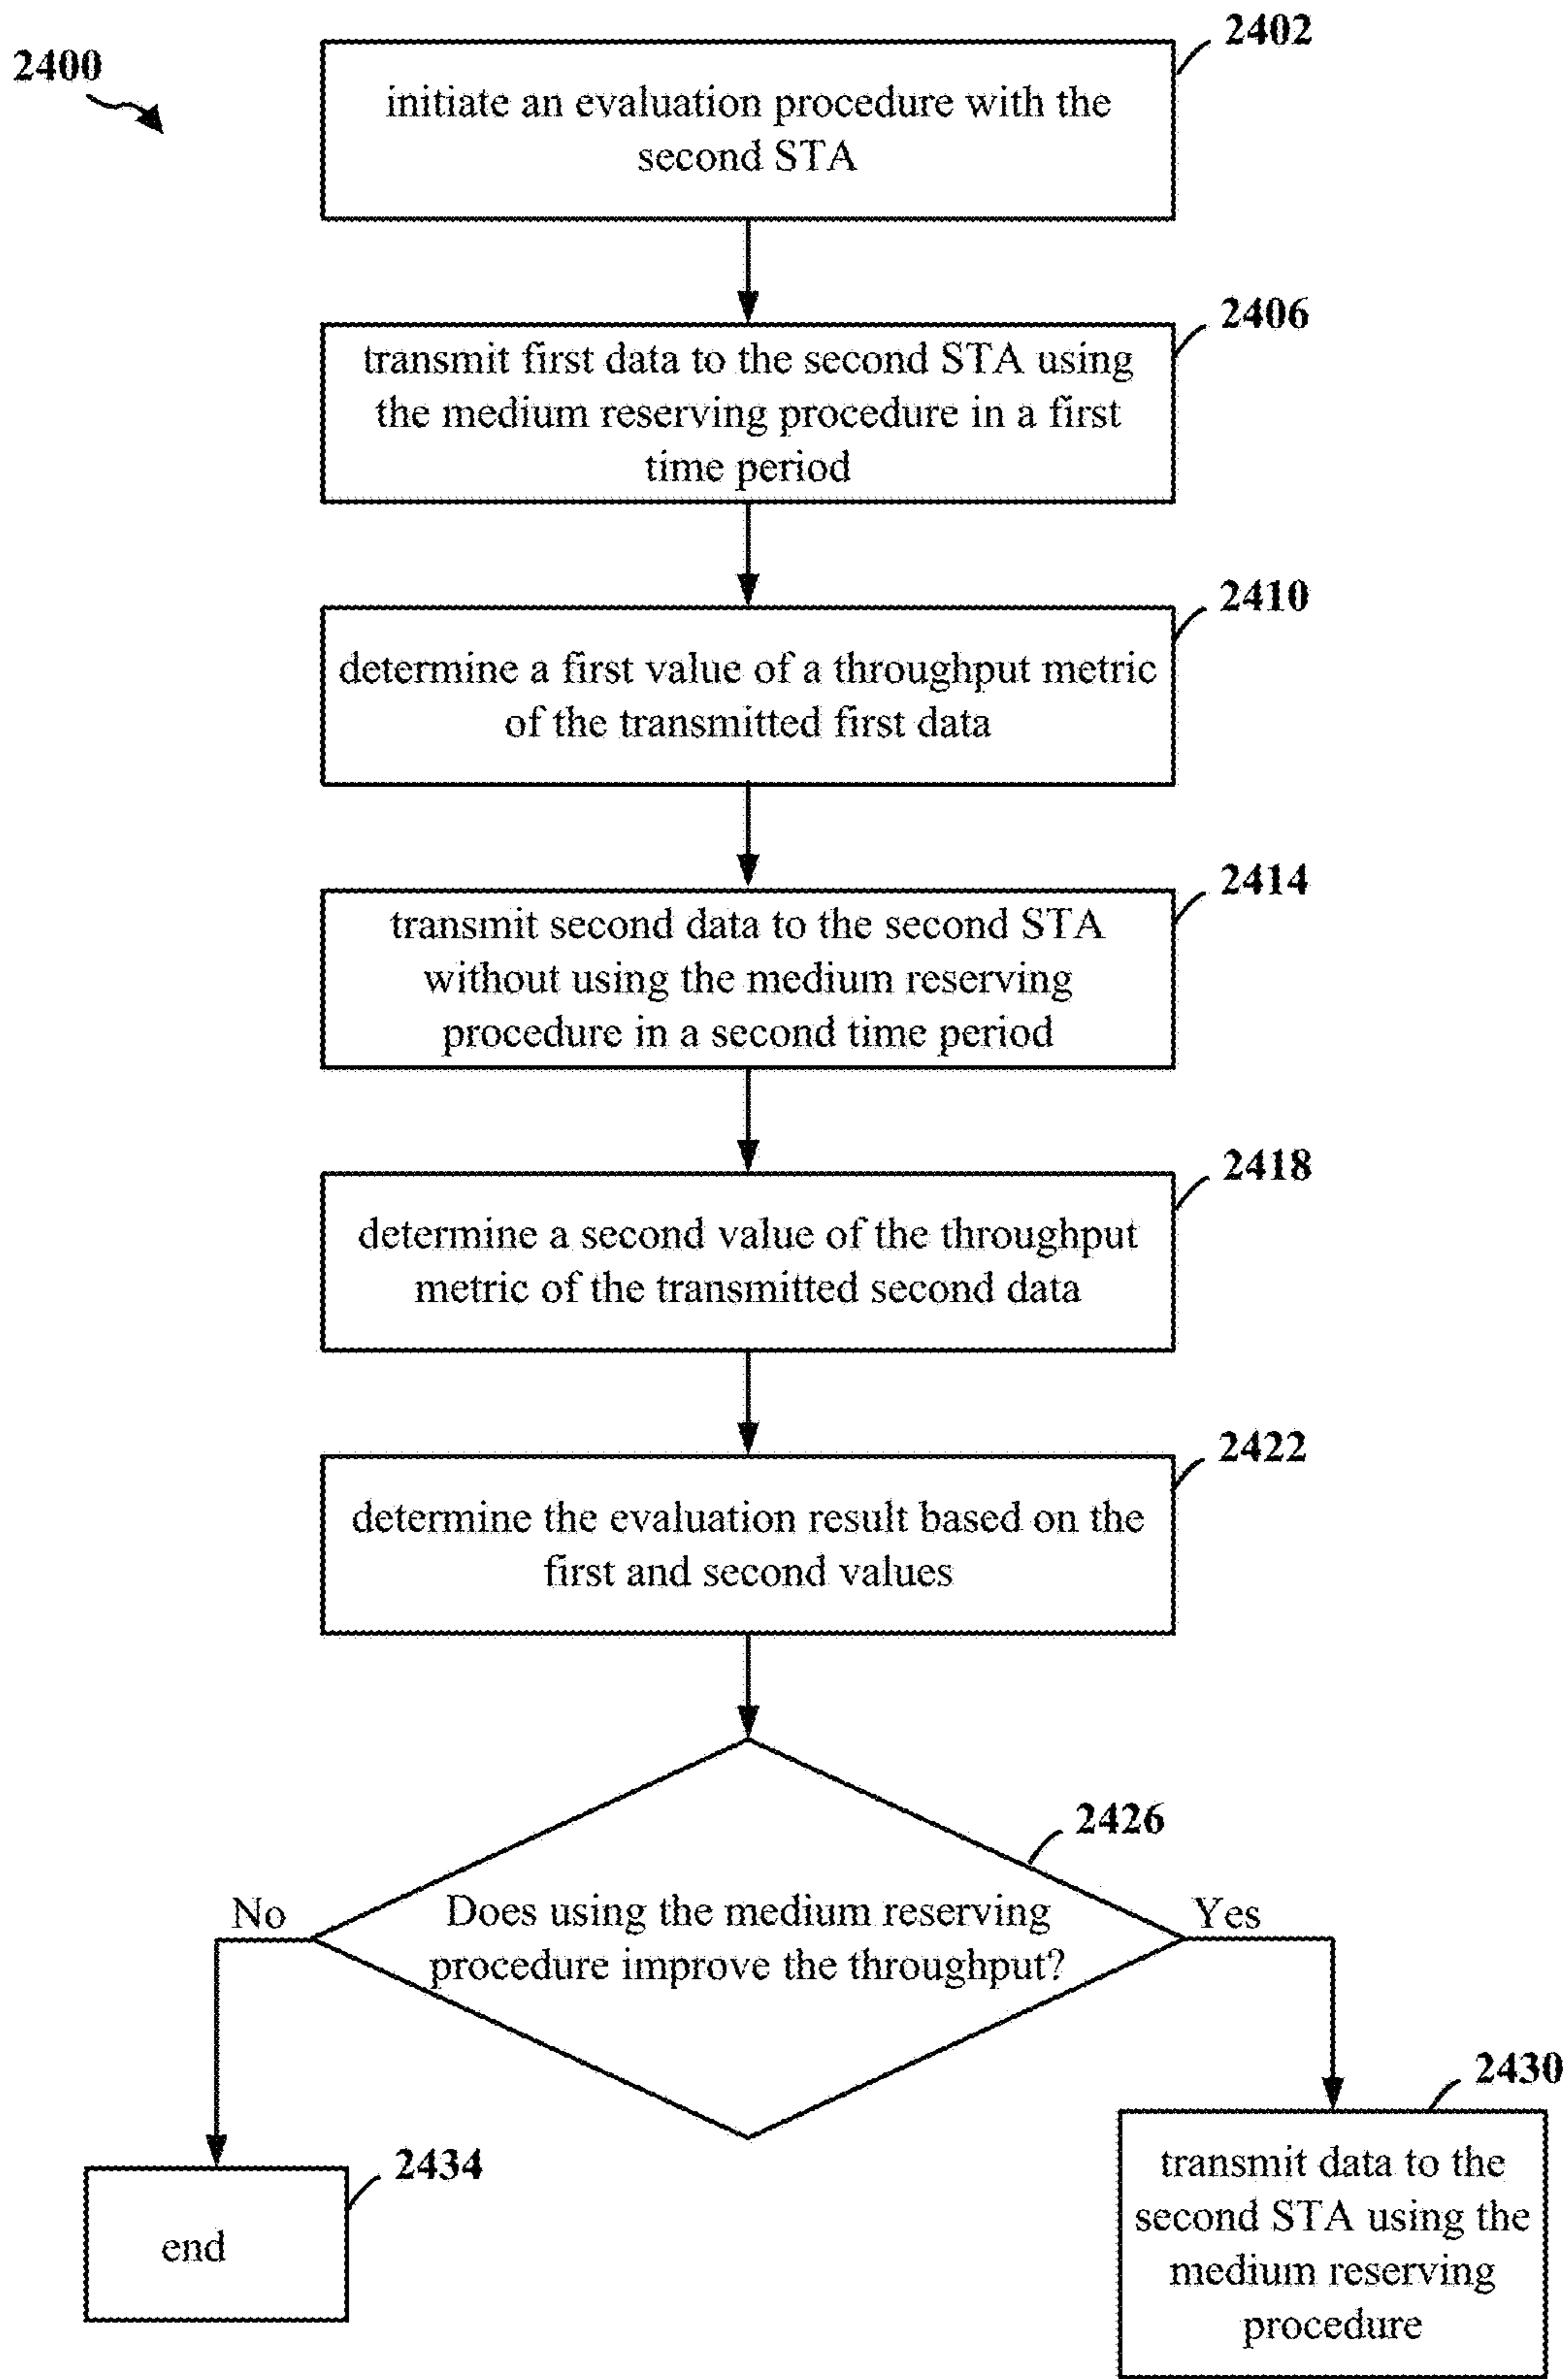 2400
2402
initiate an evaluation procedure with the
second STA
2406
transmit first data to the second STA using
the medium reserving procedure in a first
time period
2410
determine a first value of a throughput metric
of the transmitted first data
2414
transmit second data to the second STA
without using the medium reserving
procedure in a second time period
2418
determine a second value of the throughput
metric of the transmitted second data
2422
determine the evaluation result based on the
first and second values
2426
No
Does using the medium reserving
procedure improve the throughput?
Yes
2434
end
2430
transmit data to the
second STA using the
medium reserving
procedure